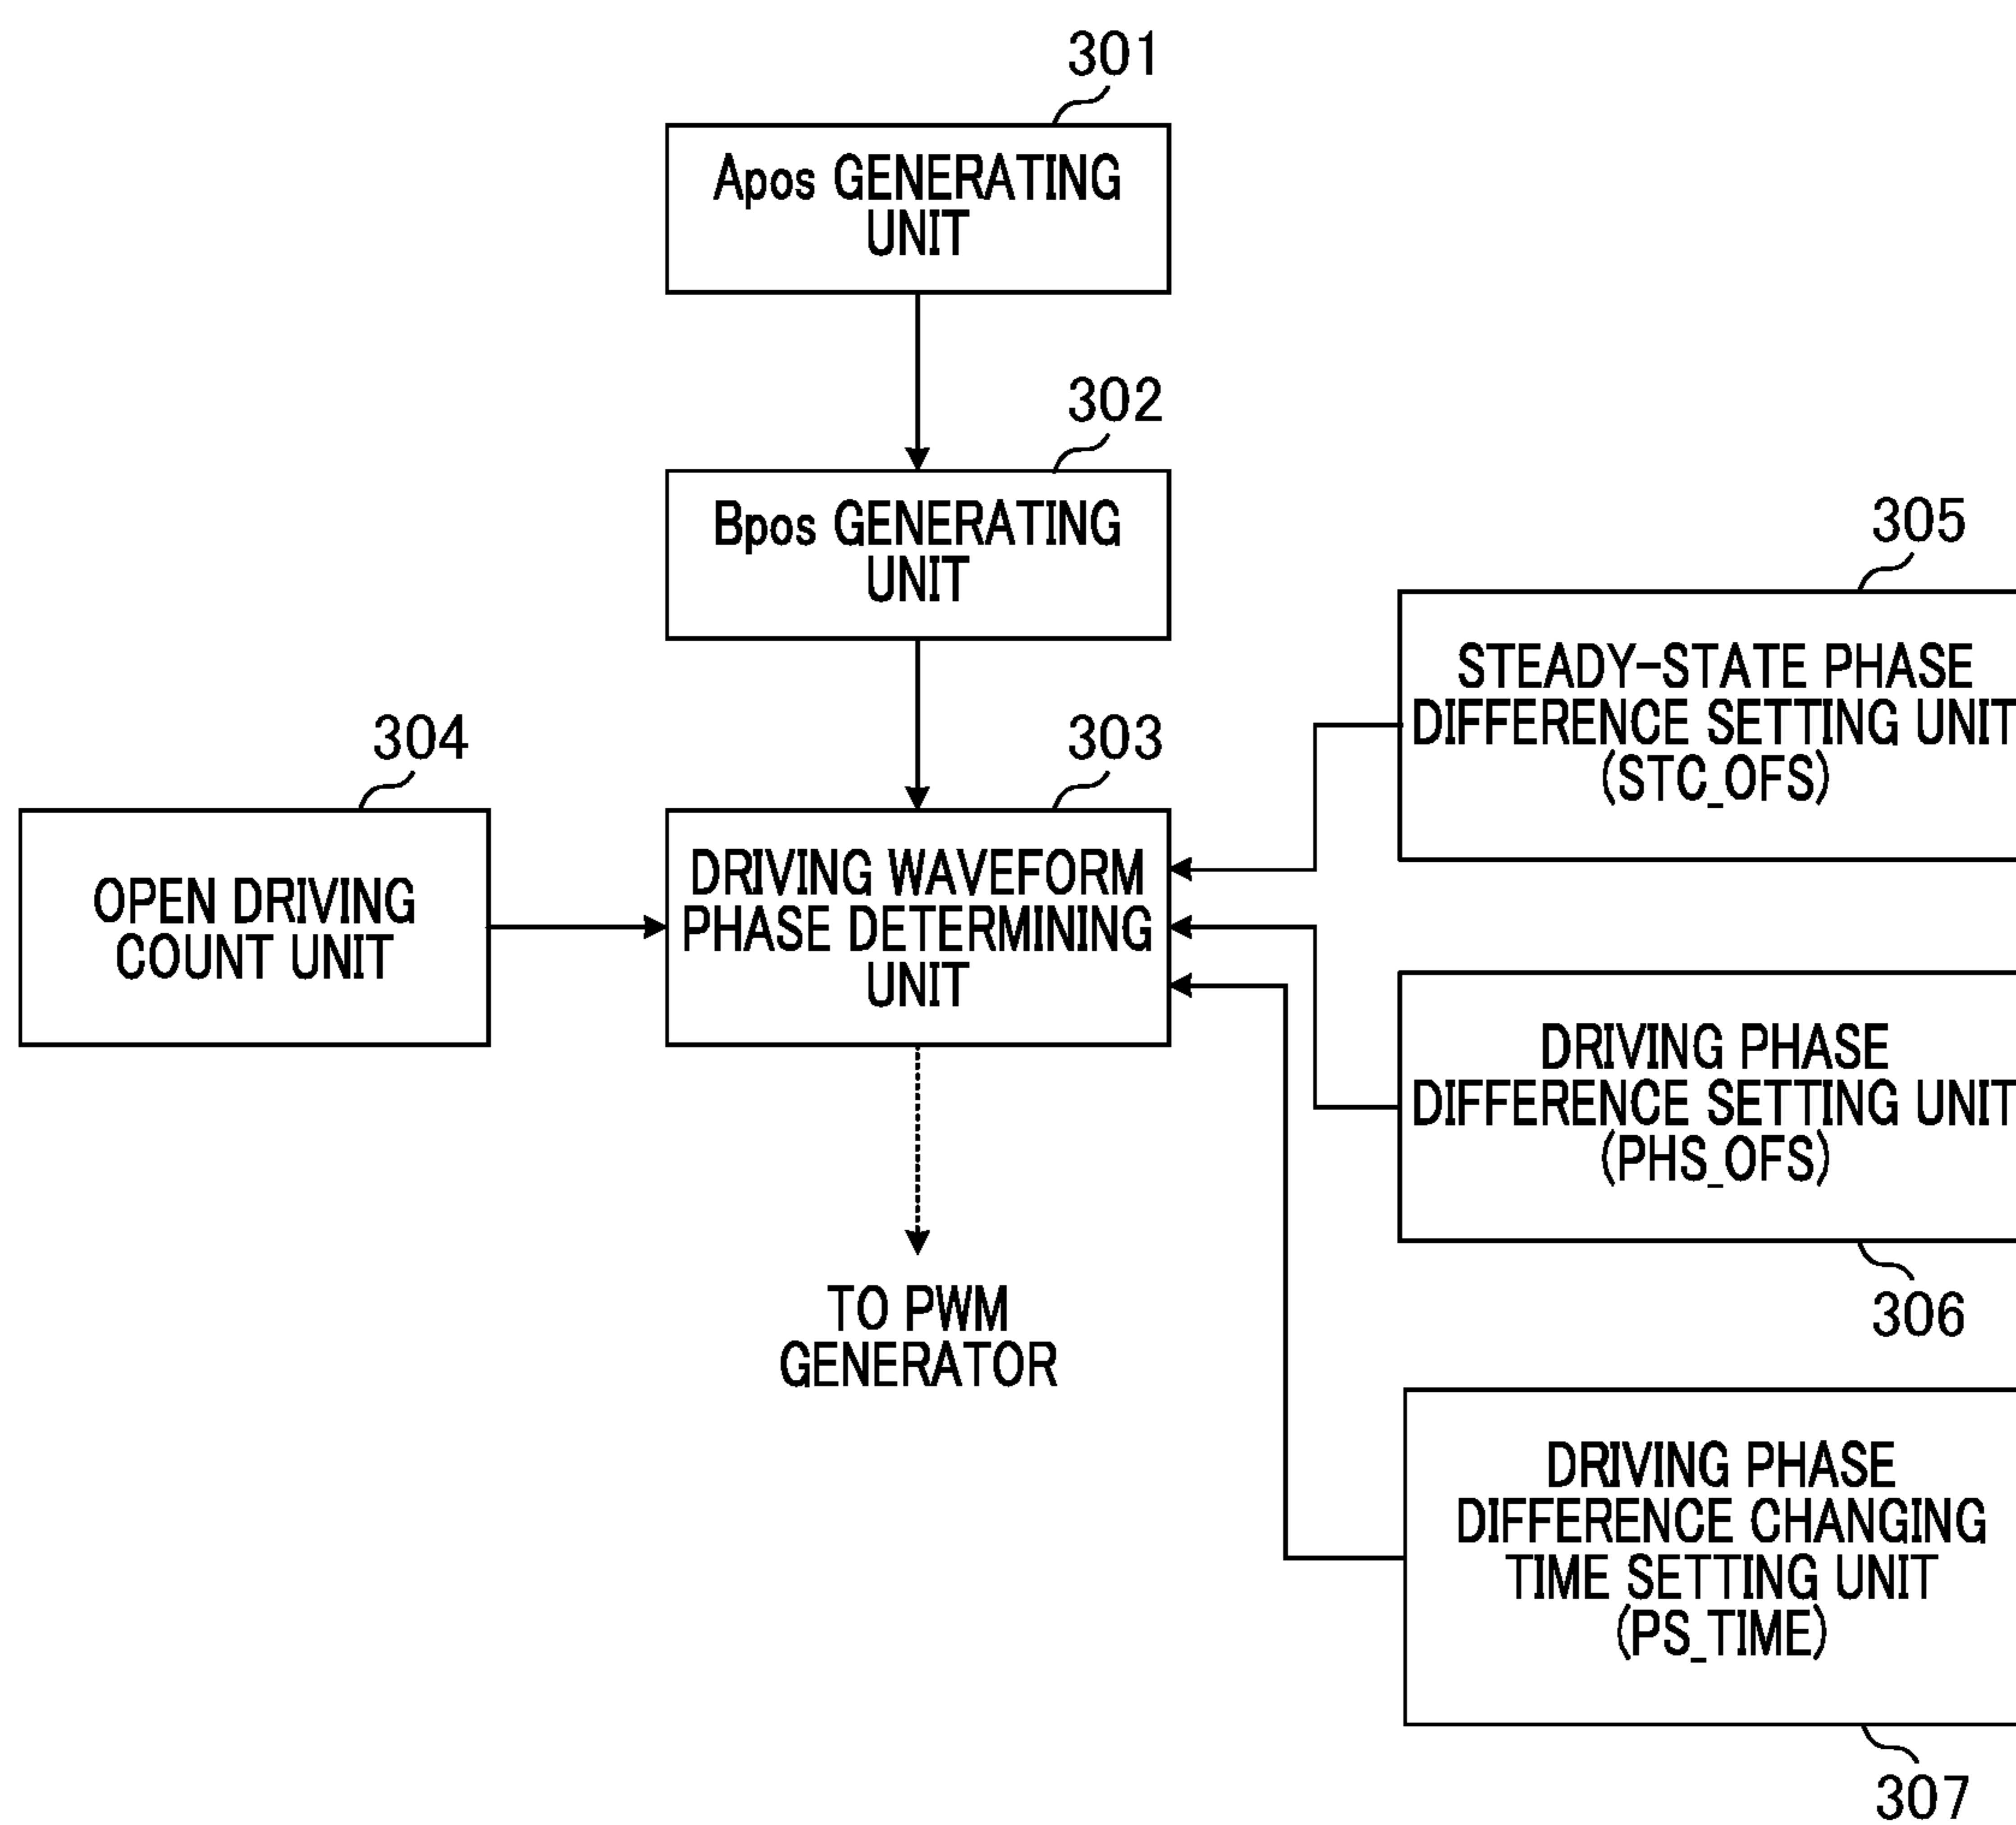 301
Apos GENERATING
UNIT
302
Bpos GENERATING
UNIT
305
STEADY-STATE PHASE
DIFFERENCE SETTING UNIT
(STC_OFS)
304
OPEN DRIVING
COUNT UNIT
303
DRIVING WAVEFORM
PHASE DETERMINING
UNIT
DRIVING PHASE
DIFFERENCE SETTING UNIT
(PHS_OFS)
306
TO PWM
GENERATOR
DRIVING PHASE
DIFFERENCE CHANGING
TIME SETTING UNIT
(PS_TIME)
307